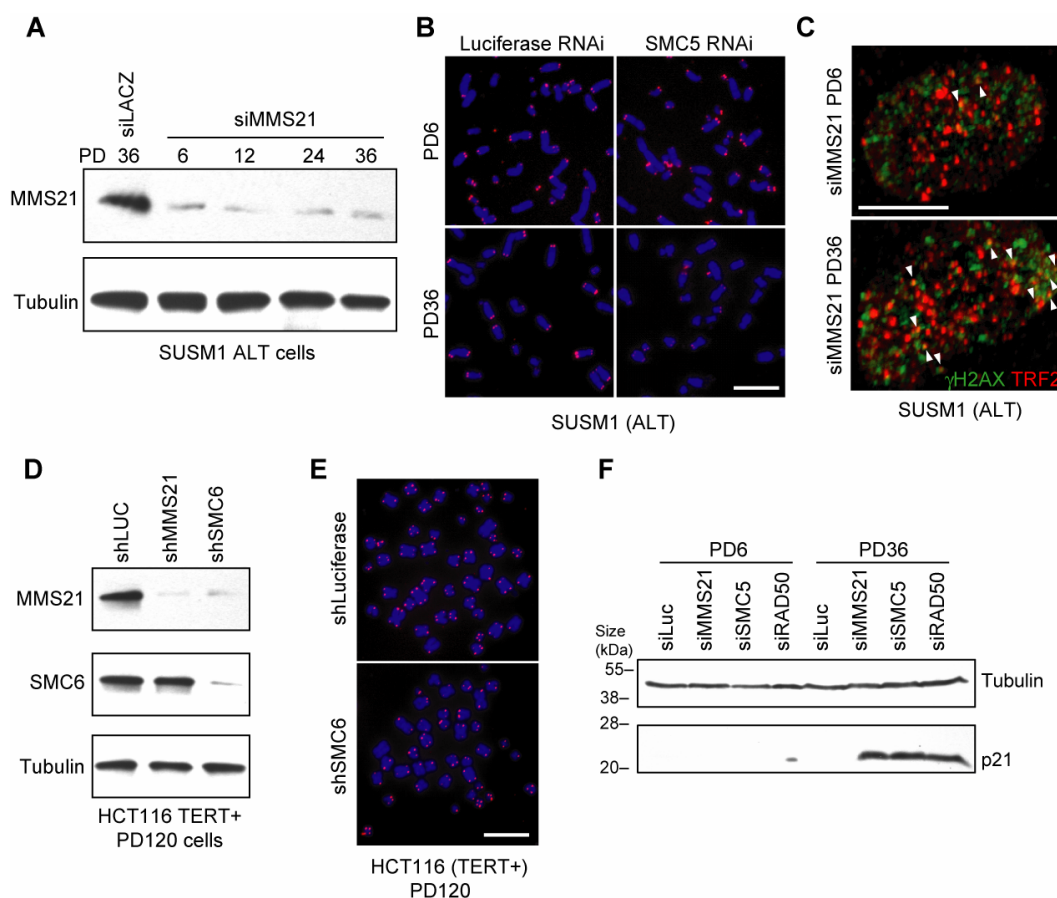 A
siLACZ
siMMS21
PD 36 6 12 24 36
MMS21
Tubulin
SUSM1 ALT cells
B
Luciferase RNAi SMC5 RNAi
PD6
PD36
SUSM1 (ALT)
C
siMMS21 PD6
siMMS21 PD36
γH2AX TRF2
SUSM1 (ALT)
D
shLUC
shMMS21
shSMC6
MMS21
SMC6
Tubulin
HCT116 TERT+
PD120 cells
E
shLuciferase
shSMC6
HCT116 (TERT+)
PD120
F
PD6 PD36
siLuc siMMS21 siSMC5 siRAD50 siLuc siMMS21 siSMC5 siRAD50
Size
(kDa)
55–
38–
Tubulin
28–
20–
p21